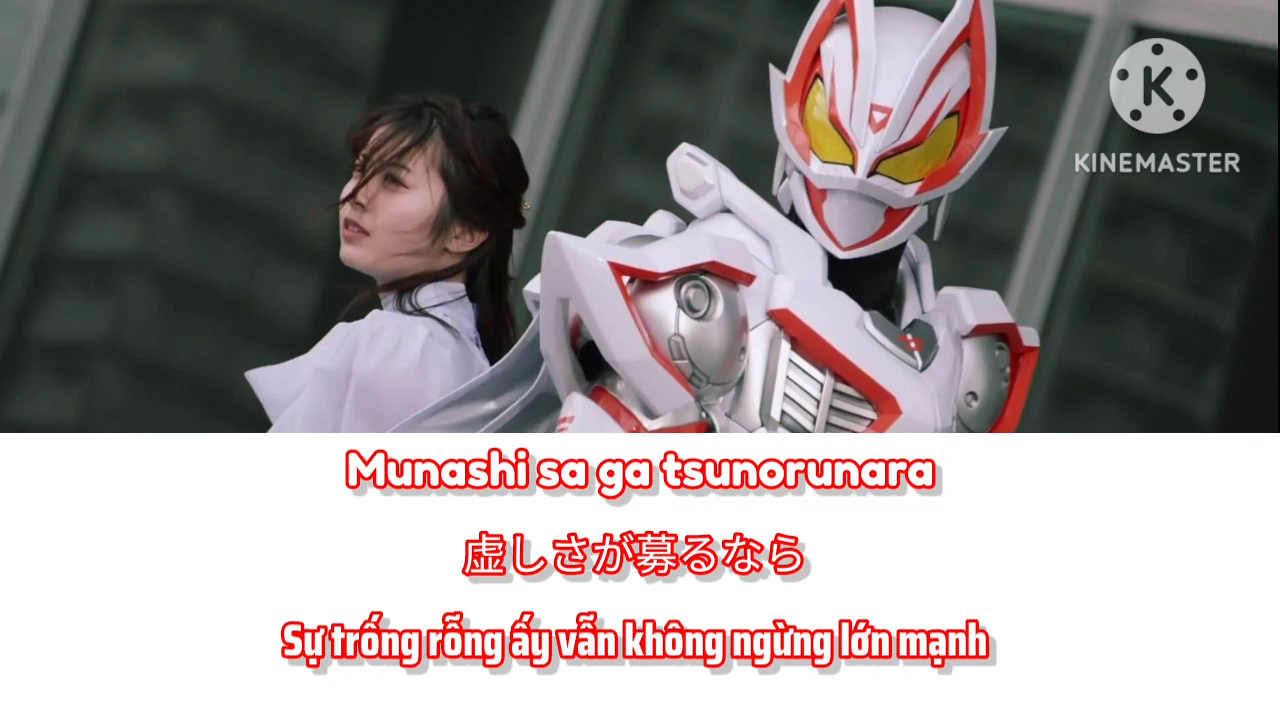 K
KINEMASTER
Munashi sa ga tsunorunara
虚しさが募るなら
Sự trống rỗng ấy vẫn không ngừng lớn mạnh